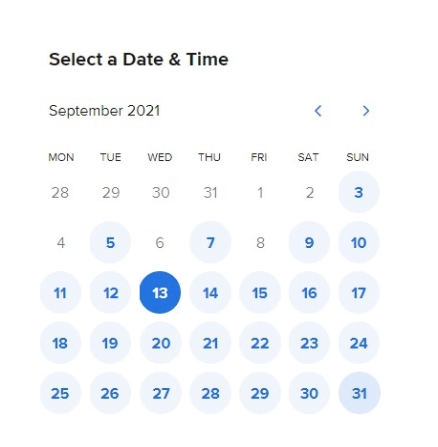 Select a Date & Time
September 2021
MON TUE WED THU FRI SAT SUN
28 29 30 31 1 2 3
4 5 6 7 8 9 10
11 12 13 14 15 16 17
18 19 20 21 22 23 24
25 26 27 28 29 30 31